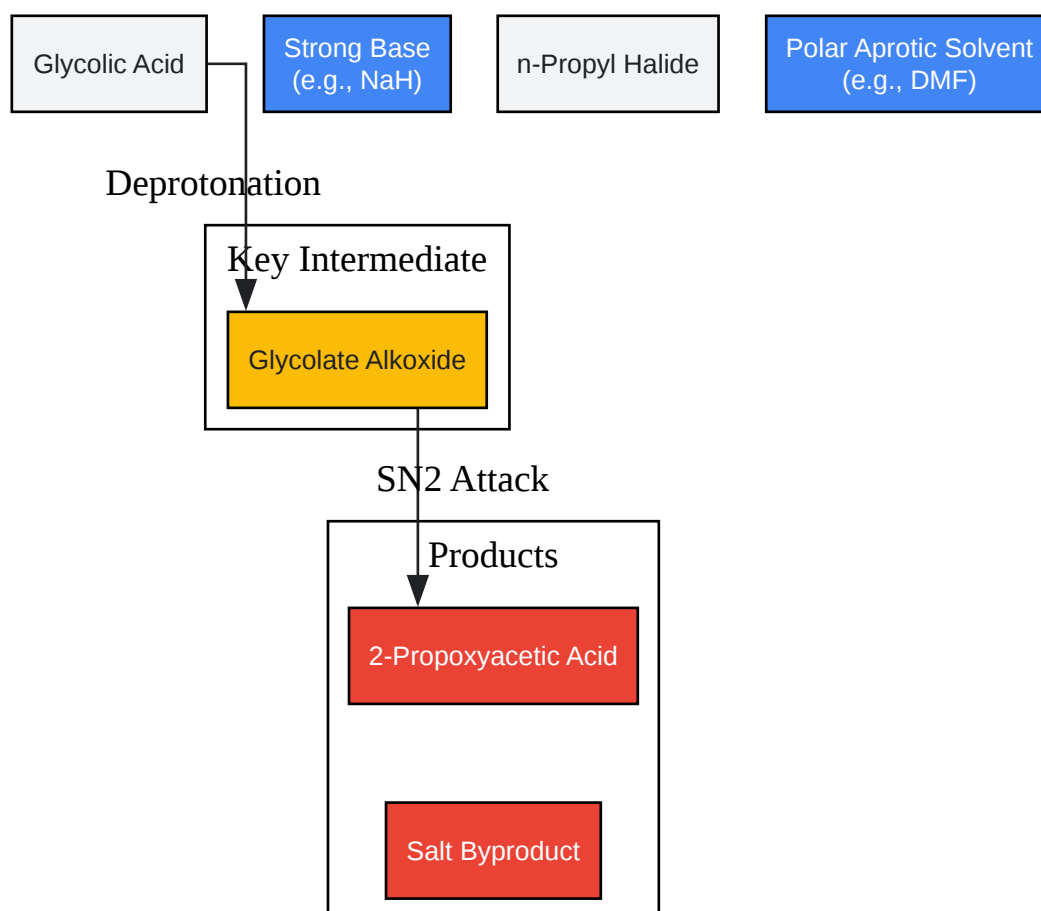 Glycolic Acid
Strong Base
(e.g., NaH)
n-Propyl Halide
Polar Aprotic Solvent
(e.g., DMF)
Deprotonation
Key Intermediate
Glycolate Alkoxide
SN2 Attack
Products
2-Propoxyacetic Acid
Salt Byproduct